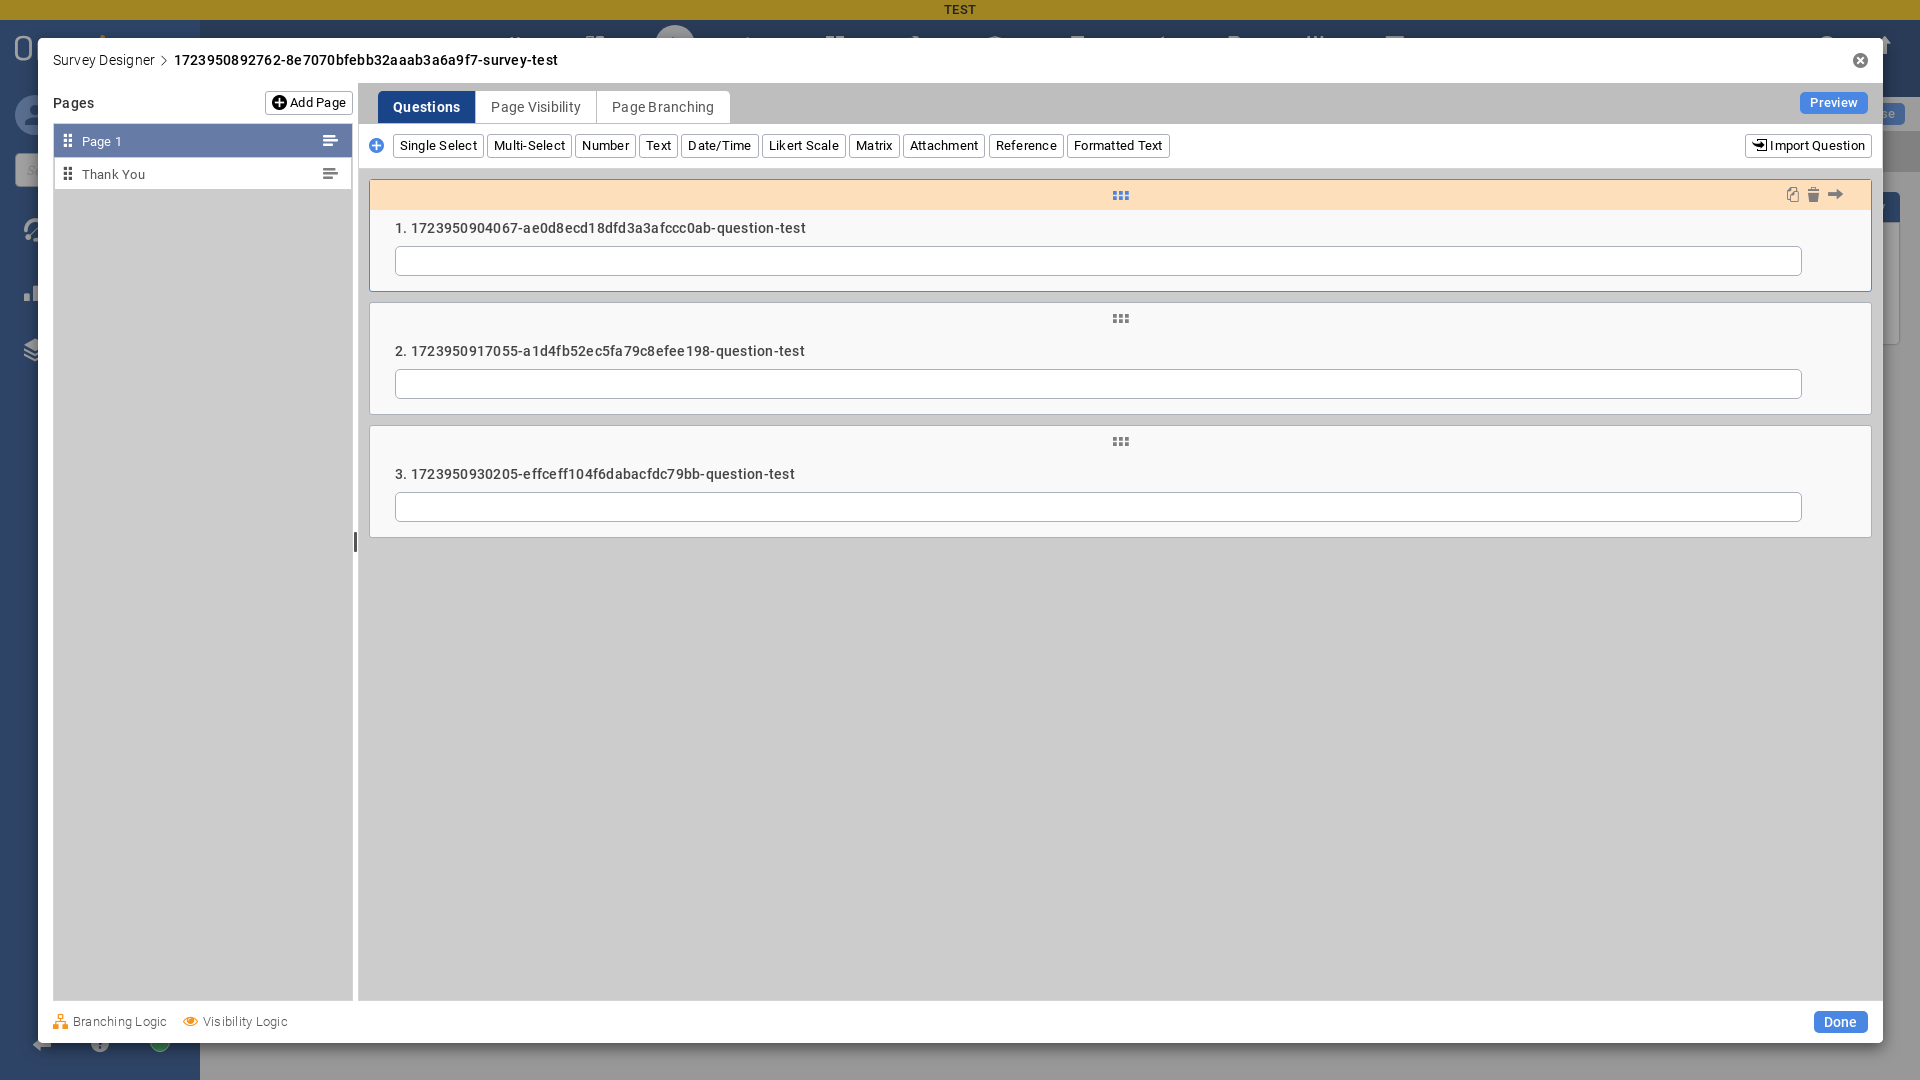 TEST
Survey Designer > 1723950892762-8e7070bfebb32aaab3a6a9f7-survey-test
Pages
Add Page
Page 1
Thank You
Questions
Page Visibility
Page Branching
Preview
Single Select
Multi-Select
Number
Text
Date/Time
Likert Scale
Matrix
Attachment
Reference
Formatted Text
Import Question
1. 1723950904067-ae0d8ecd18dfd3a3afccc0ab-question-test
2. 1723950917055-a1d4fb52ec5fa79c8efee198-question-test
3. 1723950930205-effceff104f6dabacfdc79bb-question-test
Branching Logic
Visibility Logic
Done